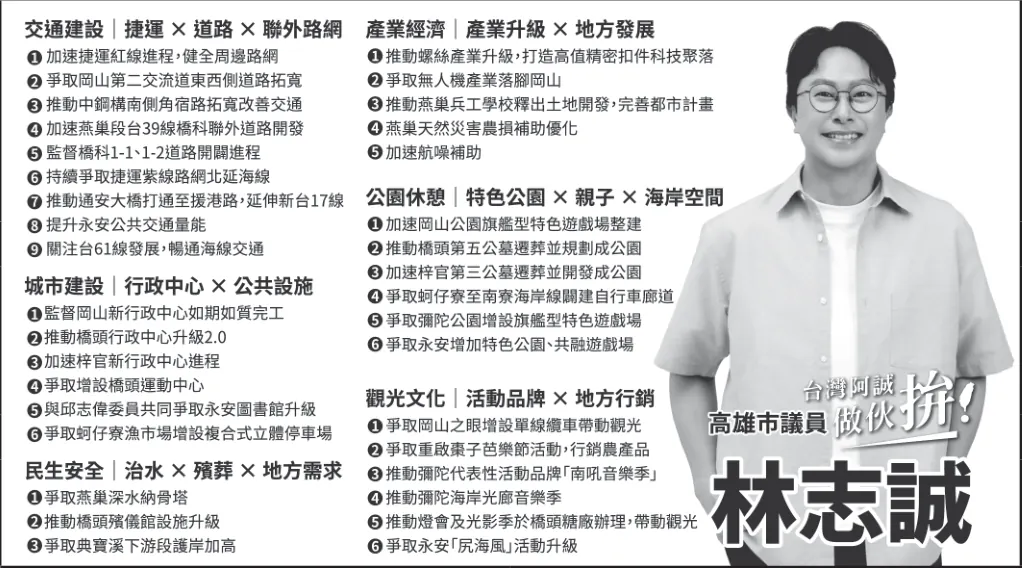 交通建設｜捷運 × 道路 × 聯外路網
❶加速捷運紅線進程，健全周邊路網
❷爭取岡山第二交流道東西側道路拓寬
❸推動中鋼橫南側角宿路拓寬改善交通
❹加速燕巢段台39線橋科聯外道路開發
❺監督橋科1-1、1-2道路開闢進程
❻持續爭取捷運紫線路網北延海線
❼推動通安大橋打通至援港路，延伸新台17線
❽提升永安公共交通量能
❾關注台61線發展，暢通海線交通
城市建設｜行政中心 × 公共設施
❶監督岡山新行政中心如期如質完工
❷推動橋頭行政中心升級2.0
❸加速梓官新行政中心進程
❹爭取增設橋頭運動中心
❺與邱志偉委員共同爭取永安圖書館升級
❻爭取蚵仔寮漁市場增設複合式立體停車場
民生安全｜治水 × 殯葬 × 地方需求
❶爭取燕巢深水納骨塔
❷推動橋頭殯儀館設施升級
❸爭取典寶溪下游段護岸加高
產業經濟｜產業升級 × 地方發展
❶推動螺絲產業升級，打造高值精密扣件科技聚落
❷爭取無人機產業落腳岡山
❸推動燕巢兵工學校釋出土地開發，完善都市計畫
❹燕巢天然災害農損補助優化
❺加速航噪補助
公園休憩｜特色公園 × 親子 × 海岸空間
❶加速岡山公園旗艦型特色遊戲場整建
❷推動橋頭第五公墓遷葬並規劃成公園
❸加速梓官第三公墓遷葬並開發成公園
❹爭取蚵仔寮至南寮海岸線闢建自行車廊道
❺爭取彌陀公園增設旗艦型特色遊戲場
❻爭取永安增加特色公園、共融遊戲場
觀光文化｜活動品牌 × 地方行銷
❶爭取岡山之眼增設單線纜車帶動觀光
❷爭取重啟棗子芭樂節活動，行銷農產品
❸推動彌陀代表性活動品牌「南吼音樂季」
❹推動彌陀海岸光廊音樂季
❺推動燈會及光影季於橋頭糖廠辦理，帶動觀光
❻爭取永安「尻海風」活動升級
台灣阿誠
做伙拚！
高雄市議員
林志誠